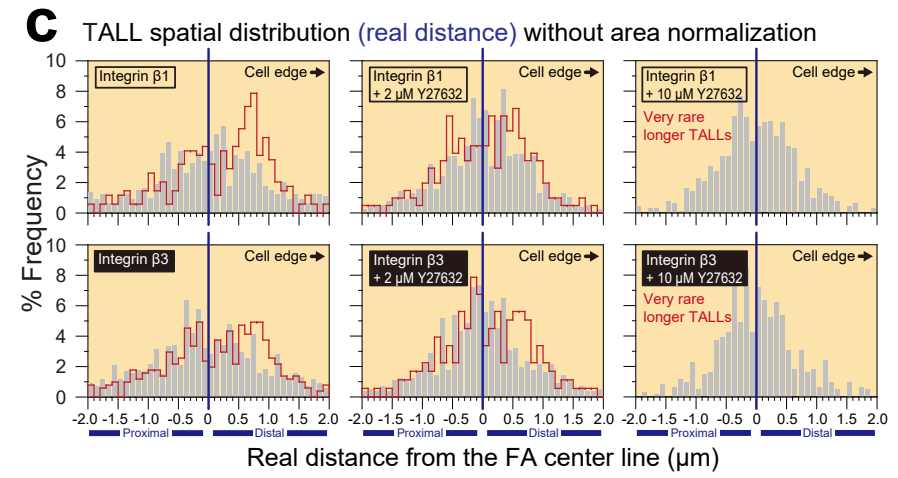 C TALL spatial distribution (real distance) without area normalization
% Frequency
10 8 6 4 2 0
Integrin β1
Cell edge →
Integrin β1
+ 2 µM Y27632
Cell edge →
Integrin β1
+ 10 µM Y27632
Cell edge →
Very rare
longer TALLs
10 8 6 4 2 0
Integrin β3
Cell edge →
Integrin β3
+ 2 µM Y27632
Cell edge →
Integrin β3
+ 10 µM Y27632
Cell edge →
Very rare
longer TALLs
-2.0 -1.5 -1.0 -0.5 0 0.5 1.0 1.5 2.0
-2.0 -1.5 -1.0 -0.5 0 0.5 1.0 1.5 2.0
-2.0 -1.5 -1.0 -0.5 0 0.5 1.0 1.5 2.0
Proximal Distal
Proximal Distal
Proximal Distal
Real distance from the FA center line (µm)